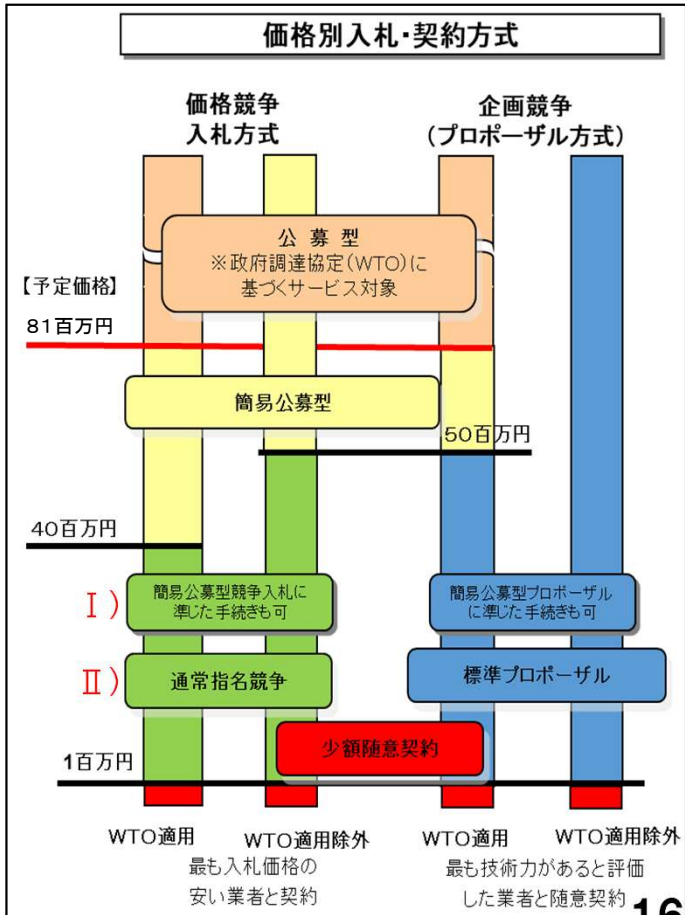 価格別入札・契約方式
価格競争
入札方式
企画競争
(プロポーザル方式)
公募型
※政府調達協定(WTO)に
基づくサービス対象
【予定価格】
81百万円
簡易公募型
50百万円
40百万円
Ⅰ)
簡易公募型競争入札に
準じた手続きも可
簡易公募型プロポーザル
に準じた手続きも可
Ⅱ)
通常指名競争
標準プロポーザル
少額随意契約
1百万円
WTO適用
WTO適用除外
WTO適用
WTO適用除外
最も入札価格の
安い業者と契約
最も技術力があると評価
した業者と随意契約
16